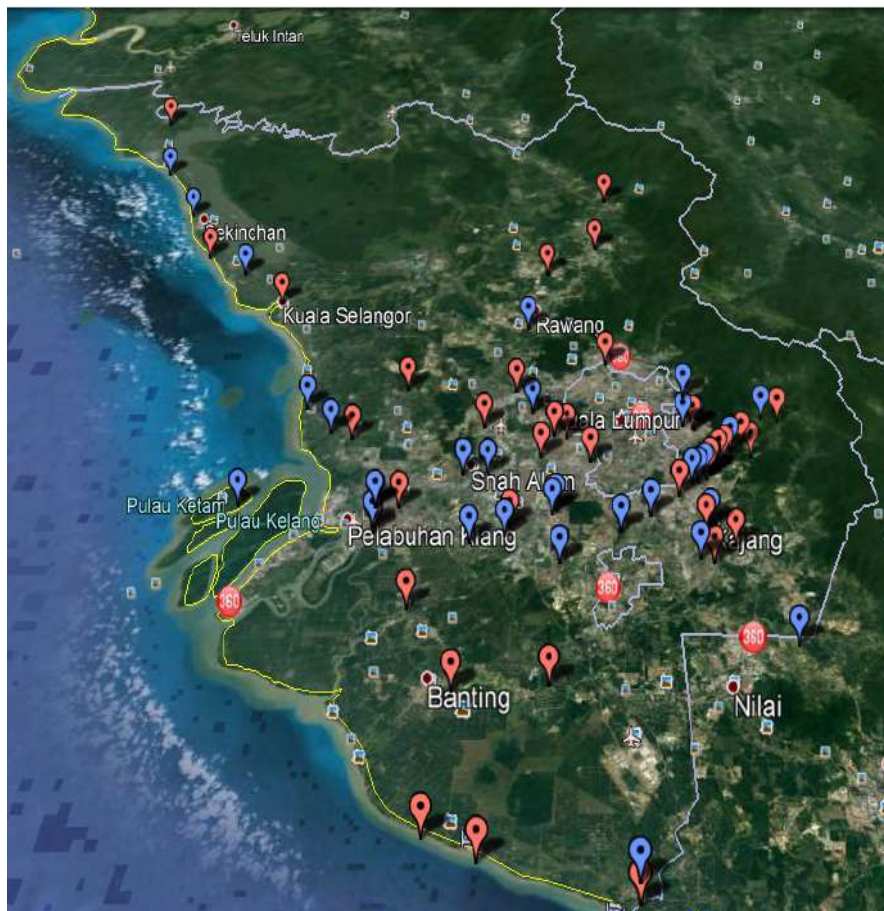 Teluk Intan
Sekinchan
Kuala Selangor
Rawang
360
360
Kuala Lumpur
Shah Alam
Pulau Ketam
Pulau Kelang
Pelabuhan Klang
Kajang
360
360
360
Banting
Nilai